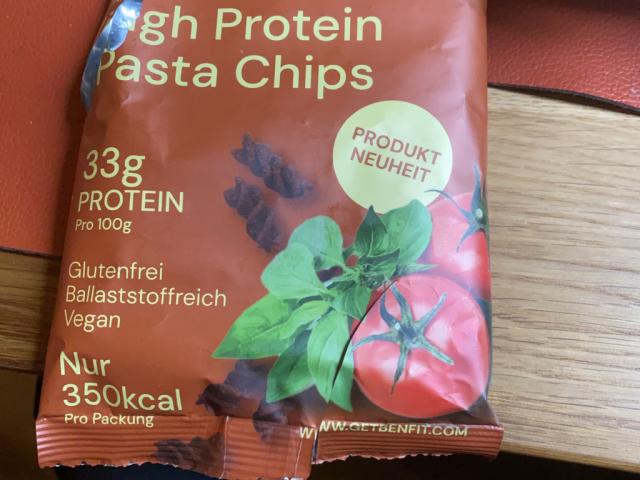 High Protein
Pasta Chips
PRODUKT
NEUHEIT
33g
PROTEIN
Pro 100g
Glutenfrei
Ballaststoffreich
Vegan
Nur
350kcal
Pro Packung
WWW.GETBENFIT.COM